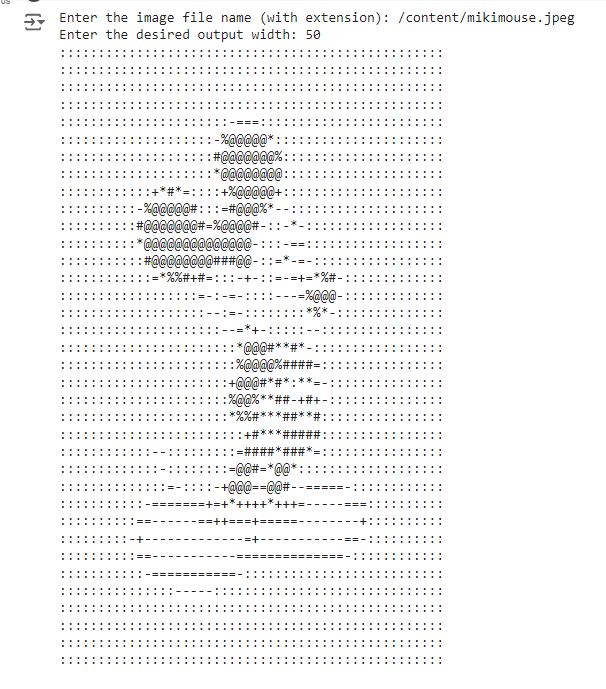 Enter the image file name (with extension): /content/mikimouse.jpeg
Enter the desired output width: 50